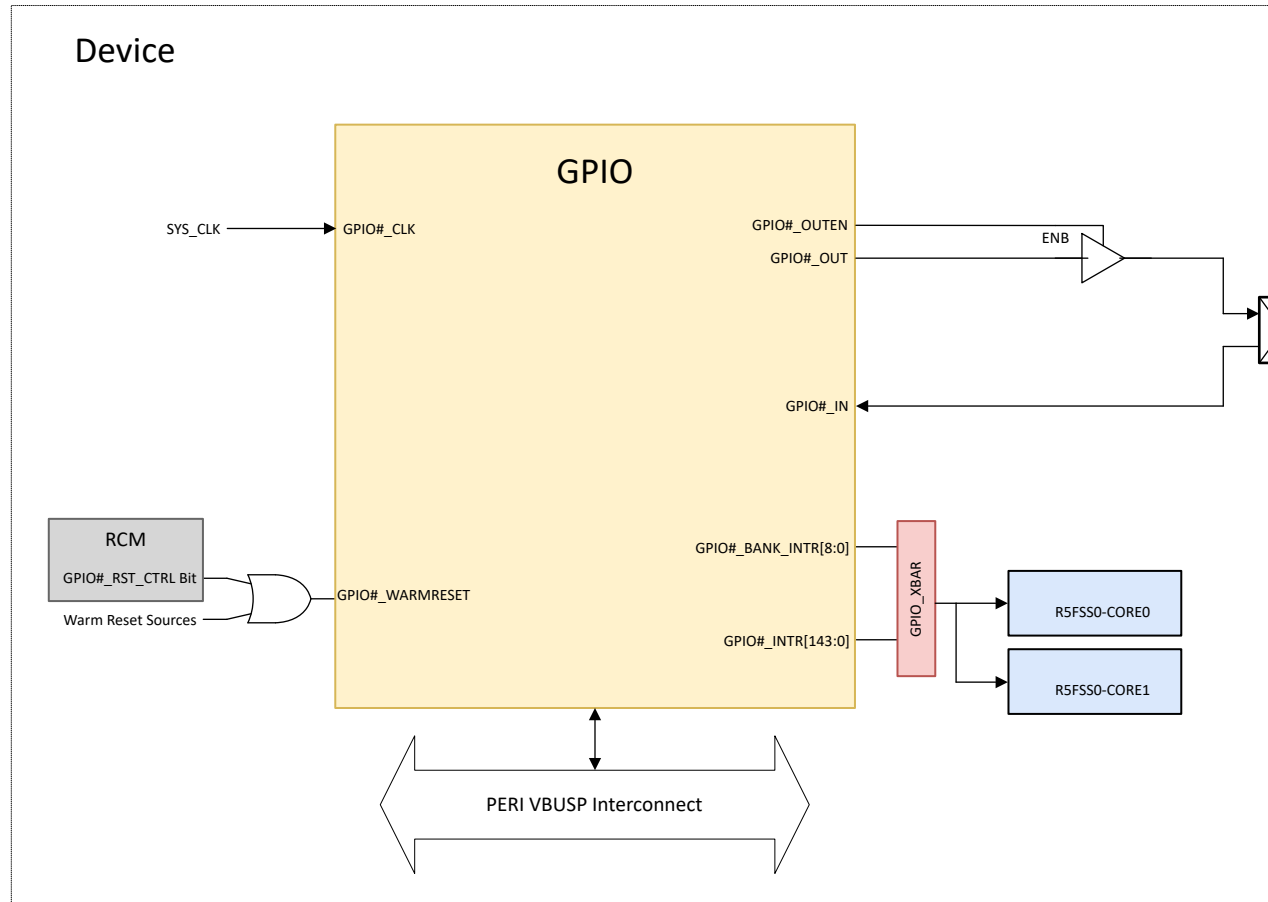 Device
GPIO
SYS_CLK
GPIO#_CLK
GPIO#_OUTEN
GPIO#_OUT
ENB
GPIO#_IN
RCM
GPIO#_RST_CTRL Bit
Warm Reset Sources
GPIO#_WARMRESET
GPIO#_BANK_INTR[8:0]
GPIO#_INTR[143:0]
GPIO_XBAR
R5FSS0-CORE0
R5FSS0-CORE1
PERI VBUSP Interconnect